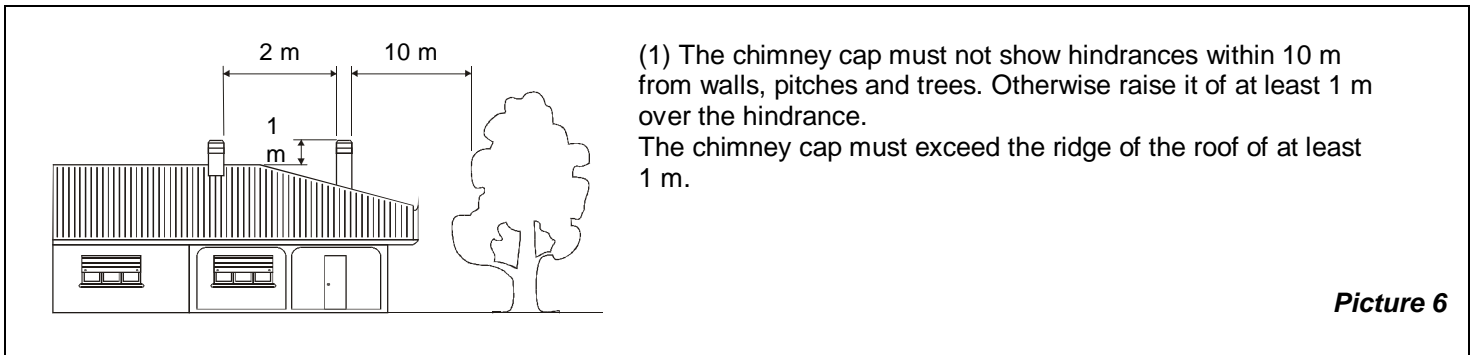 2 m
10 m
1
m
(1) The chimney cap must not show hindrances within 10 m
from walls, pitches and trees. Otherwise raise it of at least 1 m
over the hindrance.
The chimney cap must exceed the ridge of the roof of at least
1 m.
Picture 6